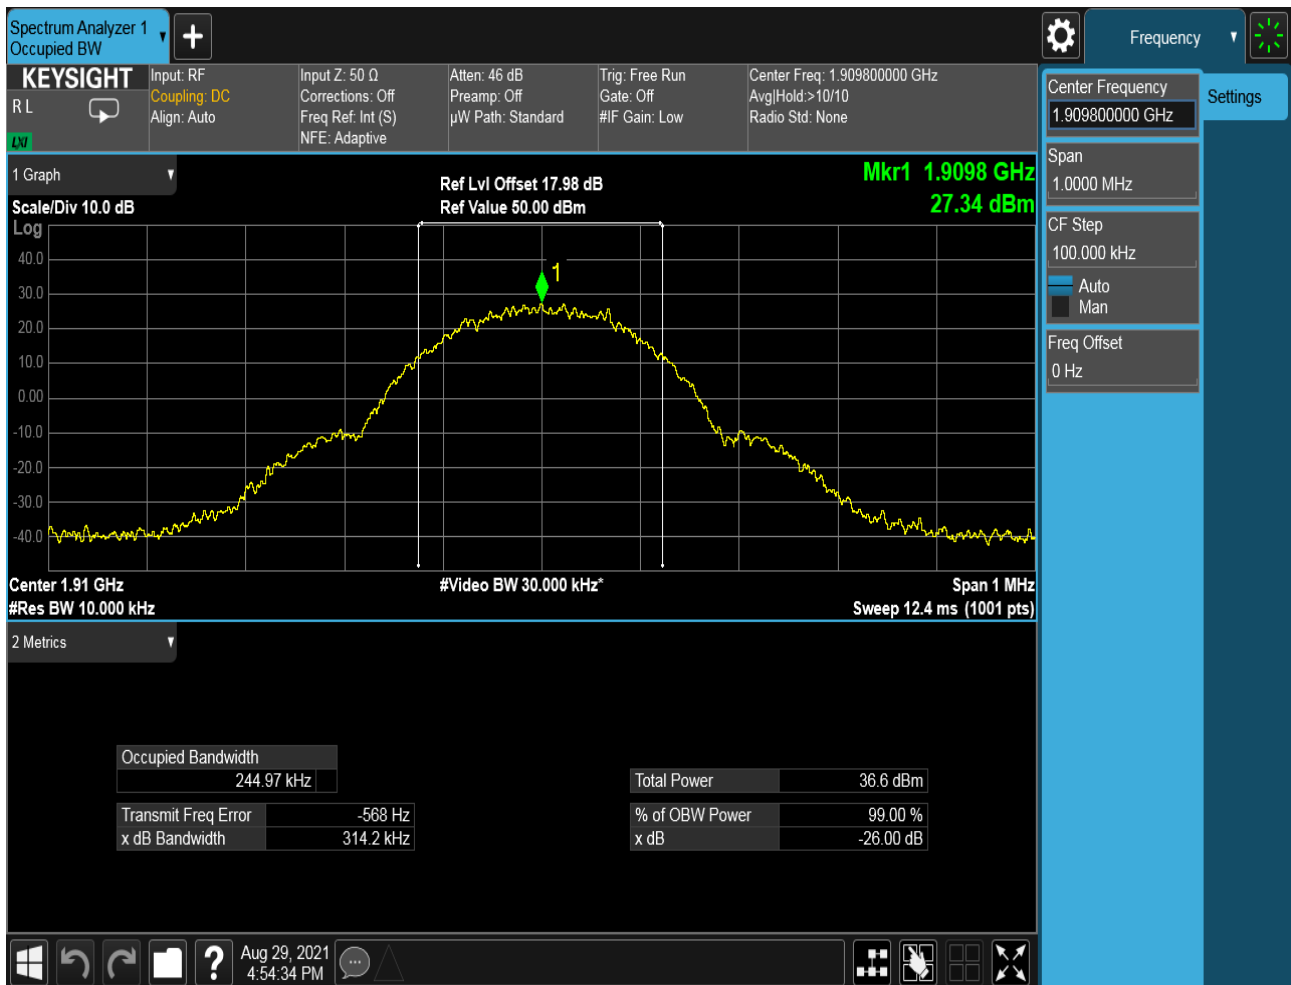 Spectrum Analyzer 1
Occupied BW
+
Frequency
KEYSIGHT
R L
LXI
Input: RF
Coupling: DC
Align: Auto
Input Z: 50 Ω
Corrections: Off
Freq Ref: Int (S)
NFE: Adaptive
Atten: 46 dB
Preamp: Off
µW Path: Standard
Trig: Free Run
Gate: Off
#IF Gain: Low
Center Freq: 1.909800000 GHz
Avg|Hold:>10/10
Radio Std: None
Center Frequency
1.909800000 GHz
Settings
Span
1.0000 MHz
CF Step
100.000 kHz
Auto
Man
Freq Offset
0 Hz
1 Graph
Scale/Div 10.0 dB
Log
Ref Lvl Offset 17.98 dB
Ref Value 50.00 dBm
Mkr1 1.9098 GHz
27.34 dBm
1
40.0
30.0
20.0
10.0
0.00
-10.0
-20.0
-30.0
-40.0
Center 1.91 GHz
#Res BW 10.000 kHz
#Video BW 30.000 kHz*
Span 1 MHz
Sweep 12.4 ms (1001 pts)
2 Metrics
Occupied Bandwidth
244.97 kHz
Transmit Freq Error -568 Hz
x dB Bandwidth 314.2 kHz
Total Power 36.6 dBm
% of OBW Power 99.00 %
x dB -26.00 dB
?
Aug 29, 2021
4:54:34 PM